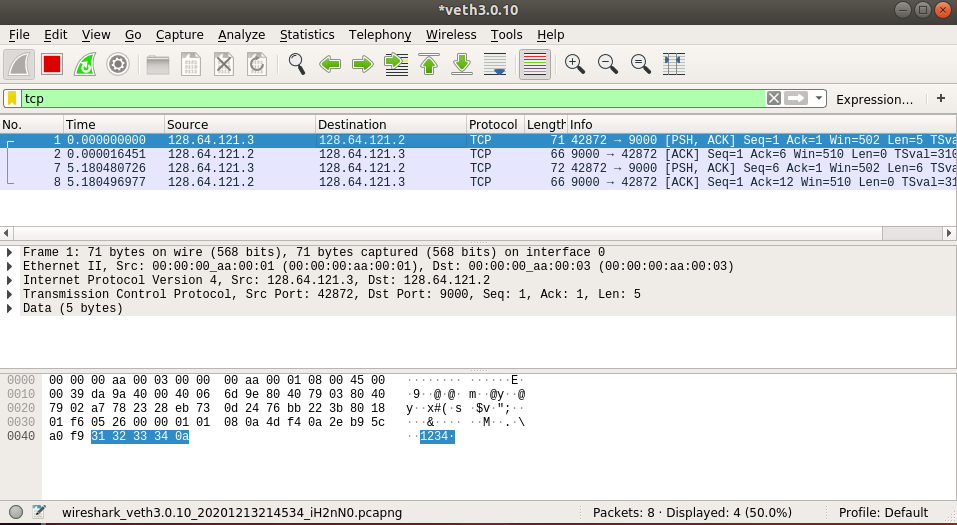 *veth3.0.10
File Edit View Go Capture Analyze Statistics Telephony Wireless Tools Help
tcp Expression… +
No. Time Source Destination Protocol Length Info
1 0.000000000 128.64.121.3 128.64.121.2 TCP 71 42872 → 9000 [PSH, ACK] Seq=1 Ack=1 Win=502 Len=5 TSv
2 0.000016451 128.64.121.2 128.64.121.3 TCP 66 9000 → 42872 [ACK] Seq=1 Ack=6 Win=510 Len=0 TSval=310
7 5.180480726 128.64.121.3 128.64.121.2 TCP 72 42872 → 9000 [PSH, ACK] Seq=6 Ack=1 Win=502 Len=6 TSv
8 5.180496977 128.64.121.2 128.64.121.3 TCP 66 9000 → 42872 [ACK] Seq=1 Ack=12 Win=510 Len=0 TSval=31
Frame 1: 71 bytes on wire (568 bits), 71 bytes captured (568 bits) on interface 0
Ethernet II, Src: 00:00:00_aa:00:01 (00:00:00:aa:00:01), Dst: 00:00:00_aa:00:03 (00:00:00:aa:00:03)
Internet Protocol Version 4, Src: 128.64.121.3, Dst: 128.64.121.2
Transmission Control Protocol, Src Port: 42872, Dst Port: 9000, Seq: 1, Ack: 1, Len: 5
Data (5 bytes)
0000 00 00 00 aa 00 03 00 00 00 aa 00 01 08 00 45 00 ········ ······E·
0010 00 39 da 9a 40 00 40 06 6d 9e 80 40 79 03 80 40 ·9··@·@· m··@y··@
0020 79 02 a7 78 23 28 eb 73 0d 24 76 bb 22 3b 80 18 y··x#(·s ·$v·";··
0030 01 f6 05 26 00 00 01 01 08 0a 4d f4 0a 2e b9 5c ···&···· ··M··.·\
0040 a0 f9 31 32 33 34 0a ··1234·
wireshark_veth3.0.10_20201213214534_iH2nN0.pcapng Packets: 8 · Displayed: 4 (50.0%) Profile: Default